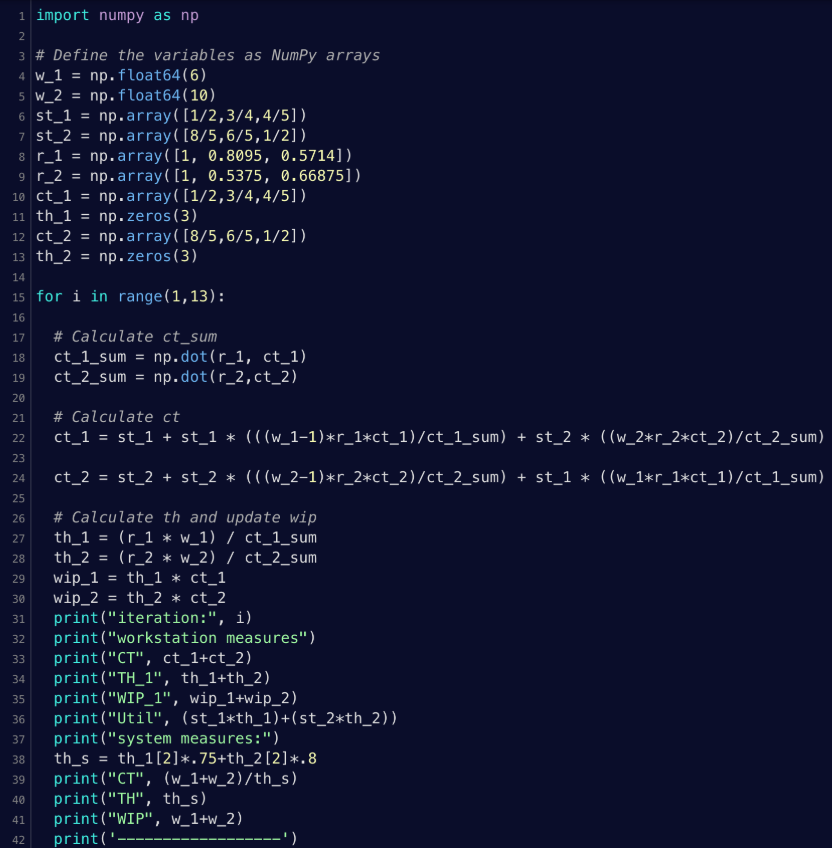 1 import numpy as np
2
3 # Define the variables as NumPy arrays
4 w_1 = np.float64(6)
5 w_2 = np.float64(10)
6 st_1 = np.array([1/2,3/4,4/5])
7 st_2 = np.array([8/5,6/5,1/2])
8 r_1 = np.array([1, 0.8095, 0.5714])
9 r_2 = np.array([1, 0.5375, 0.66875])
10 ct_1 = np.array([1/2,3/4,4/5])
11 th_1 = np.zeros(3)
12 ct_2 = np.array([8/5,6/5,1/2])
13 th_2 = np.zeros(3)
14
15 for i in range(1,13):
16
17   # Calculate ct_sum
18   ct_1_sum = np.dot(r_1, ct_1)
19   ct_2_sum = np.dot(r_2,ct_2)
20
21   # Calculate ct
22   ct_1 = st_1 + st_1 * (((w_1-1)*r_1*ct_1)/ct_1_sum) + st_2 * ((w_2*r_2*ct_2)/ct_2_sum)
23
24   ct_2 = st_2 + st_2 * (((w_2-1)*r_2*ct_2)/ct_2_sum) + st_1 * ((w_1*r_1*ct_1)/ct_1_sum)
25
26   # Calculate th and update wip
27   th_1 = (r_1 * w_1) / ct_1_sum
28   th_2 = (r_2 * w_2) / ct_2_sum
29   wip_1 = th_1 * ct_1
30   wip_2 = th_2 * ct_2
31   print("iteration:", i)
32   print("workstation measures")
33   print("CT", ct_1+ct_2)
34   print("TH_1", th_1+th_2)
35   print("WIP_1", wip_1+wip_2)
36   print("Util", (st_1*th_1)+(st_2*th_2))
37   print("system measures:")
38   th_s = th_1[2]*.75+th_2[2]*.8
39   print("CT", (w_1+w_2)/th_s)
40   print("TH", th_s)
41   print("WIP", w_1+w_2)
42   print('------------------')